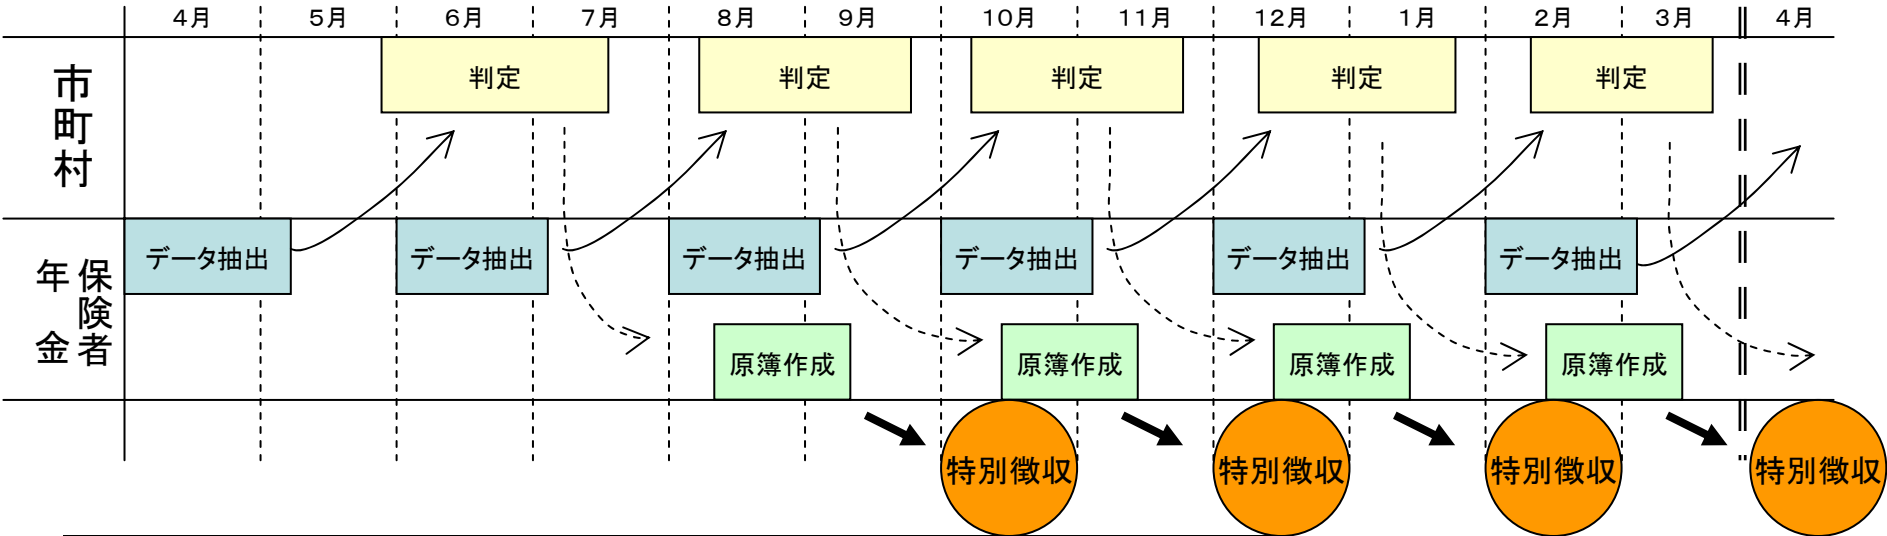 4月 5月 6月 7月 8月 9月 10月 11月 12月 1月 2月 3月 4月
市町村
判定 判定 判定 判定 判定
年金保険者
データ抽出 データ抽出 データ抽出 データ抽出 データ抽出 データ抽出
原簿作成 原簿作成 原簿作成 原簿作成
特別徴収 特別徴収 特別徴収 特別徴収